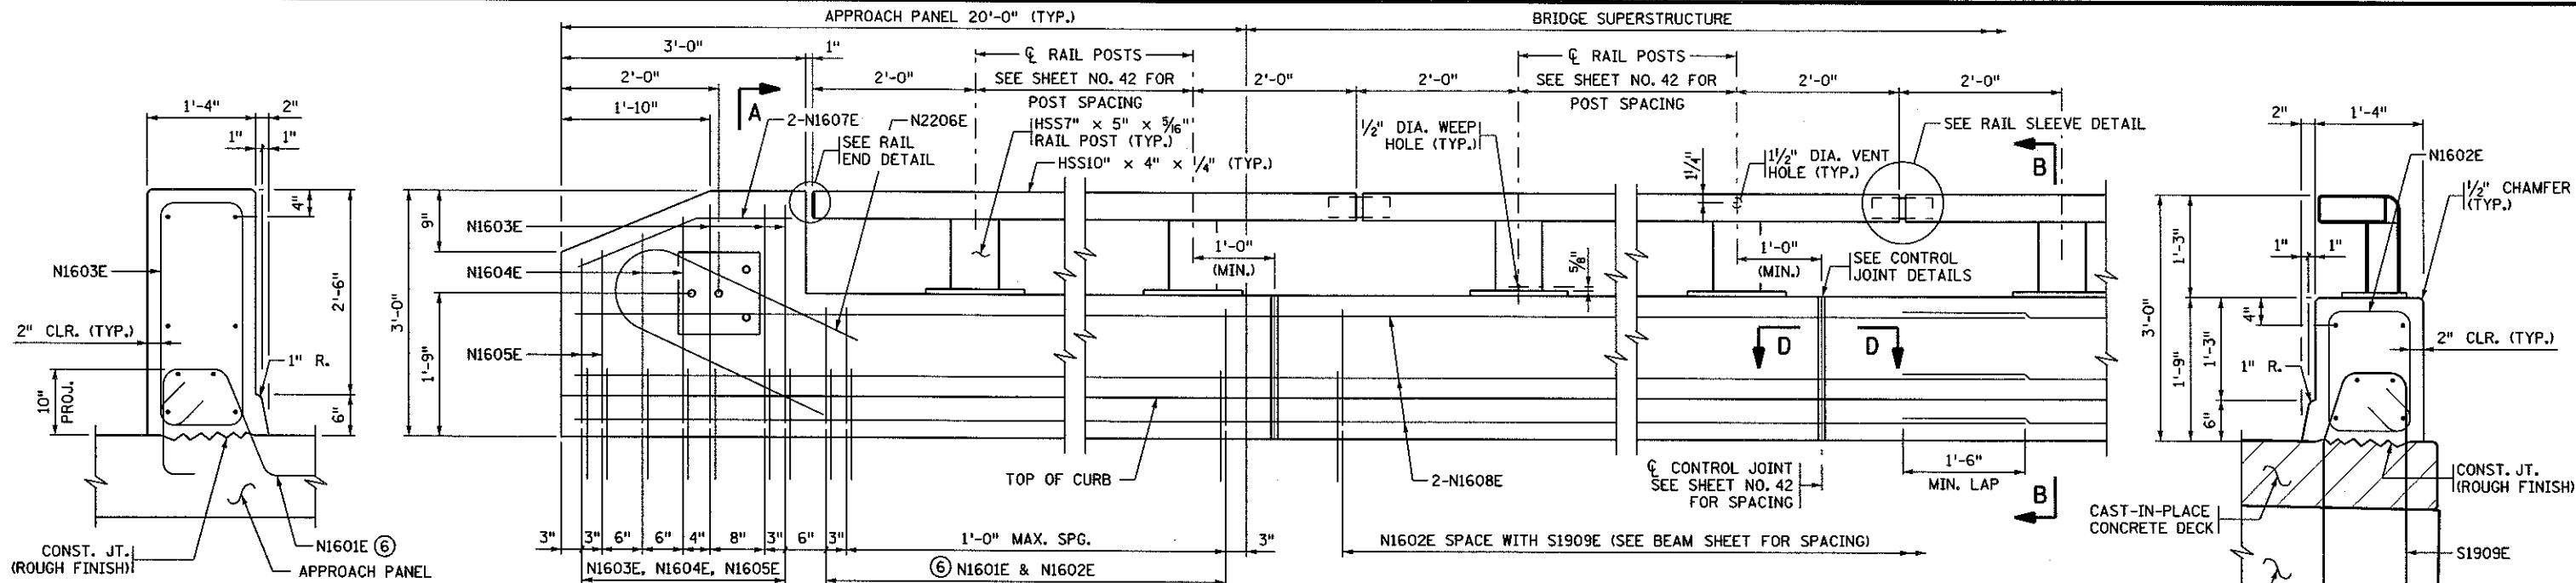 APPROACH PANEL 20'-0" (TYP.)
BRIDGE SUPERSTRUCTURE
3'-0"
1"
℄ RAIL POSTS
℄ RAIL POSTS
2'-0"
2'-0"
SEE SHEET NO. 42 FOR
POST SPACING
2'-0"
2'-0"
SEE SHEET NO. 42 FOR
POST SPACING
2'-0"
2'-0"
1'-10"
A
2-N1607E
N2206E
SEE RAIL
END DETAIL
HSS7" × 5" × 5/16"
RAIL POST (TYP.)
HSS10" × 4" × 1/4" (TYP.)
1/2" DIA. WEEP
HOLE (TYP.)
1 1/4"
1 1/2" DIA. VENT
HOLE (TYP.)
SEE RAIL SLEEVE DETAIL
B
1'-4"
2"
1"
1"
4"
N1603E
2'-6"
2" CLR. (TYP.)
1" R.
10"
PROJ.
6"
CONST. JT.
(ROUGH FINISH)
N1601E ⑥
APPROACH PANEL
9"
3'-0"
1'-9"
N1603E
N1604E
N1605E
1'-0"
(MIN.)
5/8"
1'-0"
(MIN.)
SEE CONTROL
JOINT DETAILS
D
D
TOP OF CURB
2-N1608E
℄ CONTROL JOINT
SEE SHEET NO. 42
FOR SPACING
1'-6"
MIN. LAP
B
3"
3"
6"
6"
4"
8"
3"
6"
3"
1'-0" MAX. SPG.
3"
N1602E SPACE WITH S1909E (SEE BEAM SHEET FOR SPACING)
N1603E, N1604E, N1605E
⑥ N1601E & N1602E
2"
1'-4"
N1602E
1/2" CHAMFER
(TYP.)
1"
1"
1'-3"
3'-0"
4"
1'-3"
1'-9"
2" CLR. (TYP.)
1" R.
6"
CONST. JT.
(ROUGH FINISH)
CAST-IN-PLACE
CONCRETE DECK
S1909E